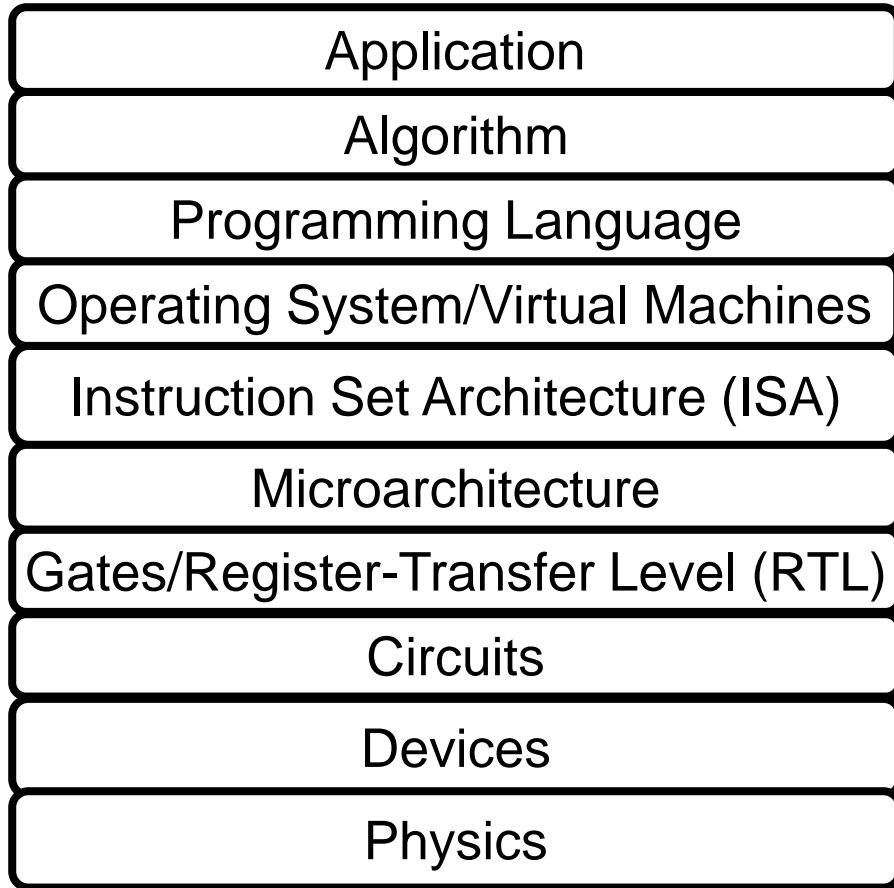 Application
Algorithm
Programming Language
Operating System/Virtual Machines
Instruction Set Architecture (ISA)
Microarchitecture
Gates/Register-Transfer Level (RTL)
Circuits
Devices
Physics